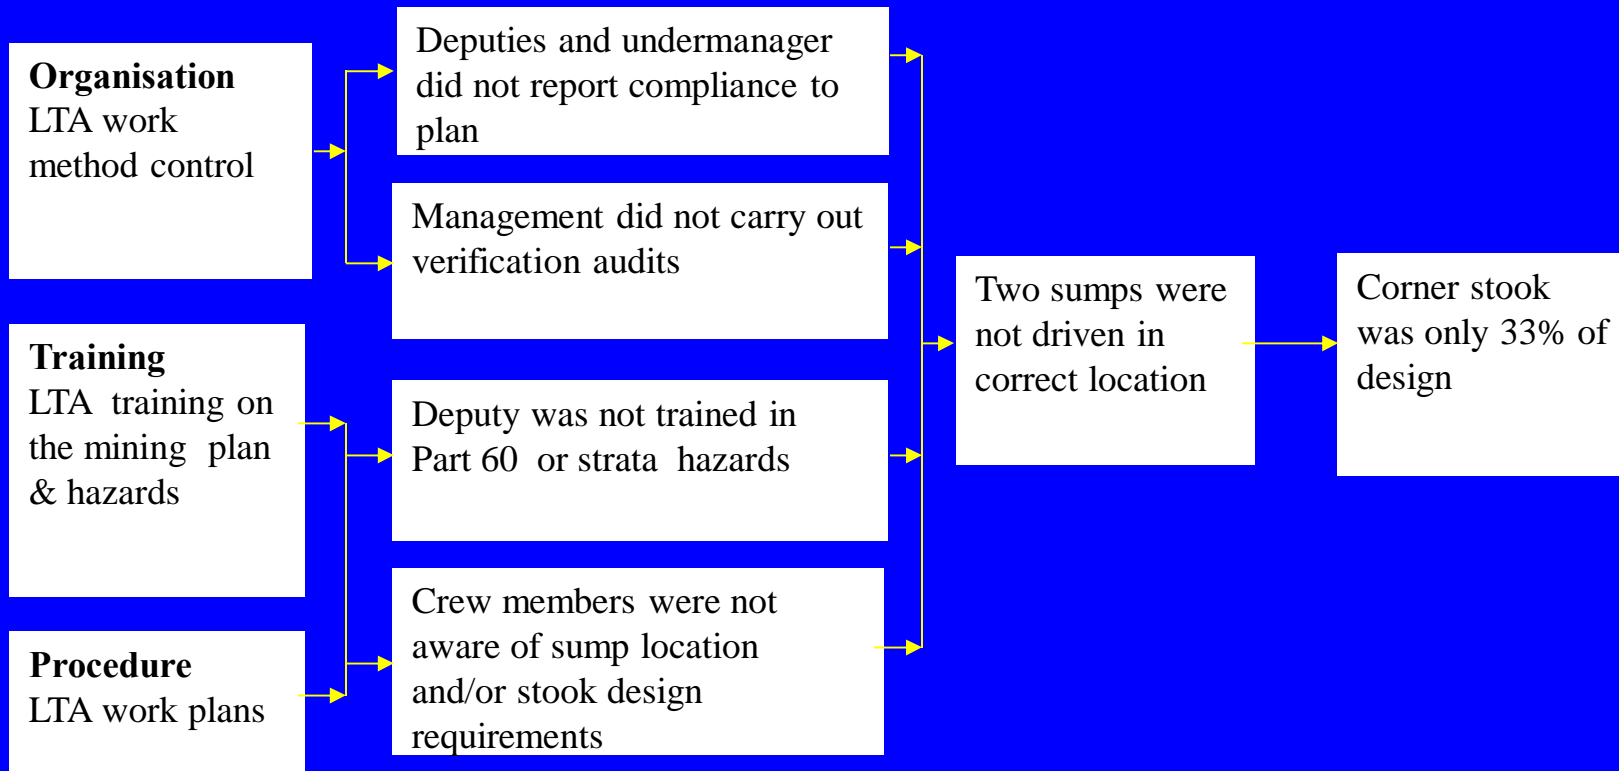 Organisation
LTA work
method control
Training
LTA training on
the mining plan
& hazards
Procedure
LTA work plans
Deputies and undermanager
did not report compliance to
plan
Management did not carry out
verification audits
Deputy was not trained in
Part 60 or strata hazards
Crew members were not
aware of sump location
and/or stook design
requirements
Two sumps were
not driven in
correct location
Corner stook
was only 33% of
design